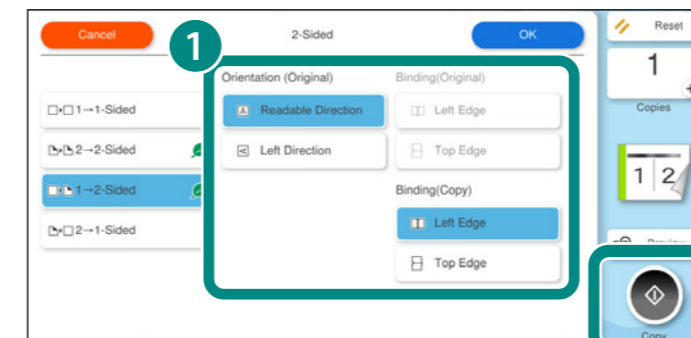 Cancel
1
2-Sided
OK
Reset
Orientation (Original)
Binding(Original)
1
+
Copies
1→1-Sided
A Readable Direction
Left Edge
2→2-Sided
Left Direction
Top Edge
1→2-Sided
Binding(Copy)
1 2
Left Edge
2→1-Sided
Top Edge
Copy